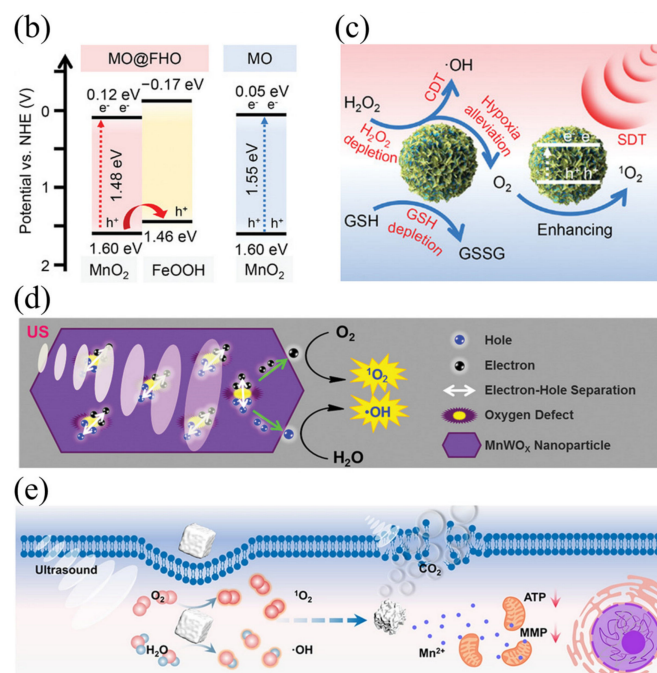 (b)
MO@FHO
MO
−0.17 eV
0.12 eV
0.05 eV
e⁻ e⁻
e⁻ e⁻
Potential vs. NHE (V)
0
1
2
1.48 eV
1.55 eV
h⁺
h⁺
h⁺ h⁺
1.60 eV
1.46 eV
1.60 eV
MnO₂
FeOOH
MnO₂
(c)
·OH
CDT
H₂O₂
H₂O₂
depletion
Hypoxia
alleviation
SDT
e⁻ e⁻
h⁺ h⁺
O₂
¹O₂
GSH
GSH
depletion
GSSG
Enhancing
(d)
US
O₂
¹O₂
•OH
H₂O
Hole
Electron
Electron-Hole Separation
Oxygen Defect
MnWOₓ Nanoparticle
(e)
Ultrasound
CO₂
O₂
¹O₂
H₂O
·OH
Mn²⁺
ATP
MMP